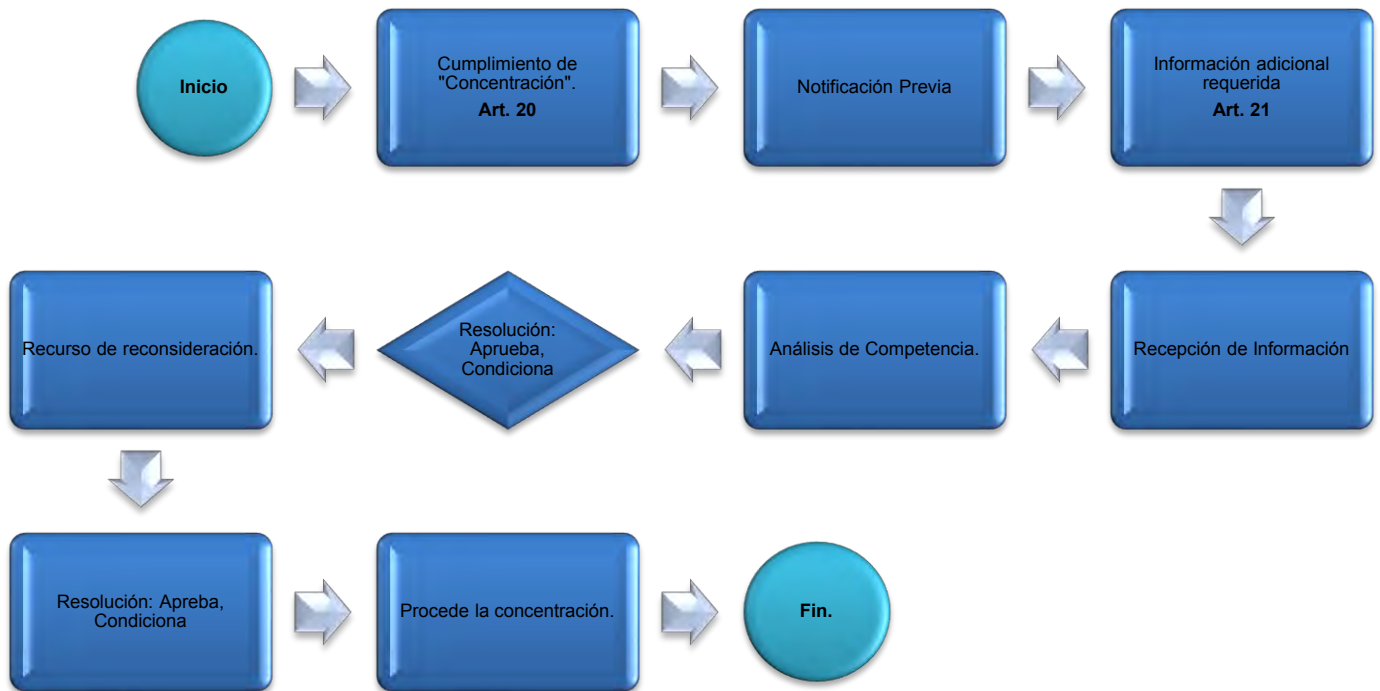 Inicio
Cumplimiento de
"Concentración".
Art. 20
Notificación Previa
Información adicional
requerida
Art. 21
Recepción de Información
Análisis de Competencia.
Resolución:
Aprueba,
Condiciona
Recurso de reconsideración.
Resolución: Apreba,
Condiciona
Procede la concentración.
Fin.